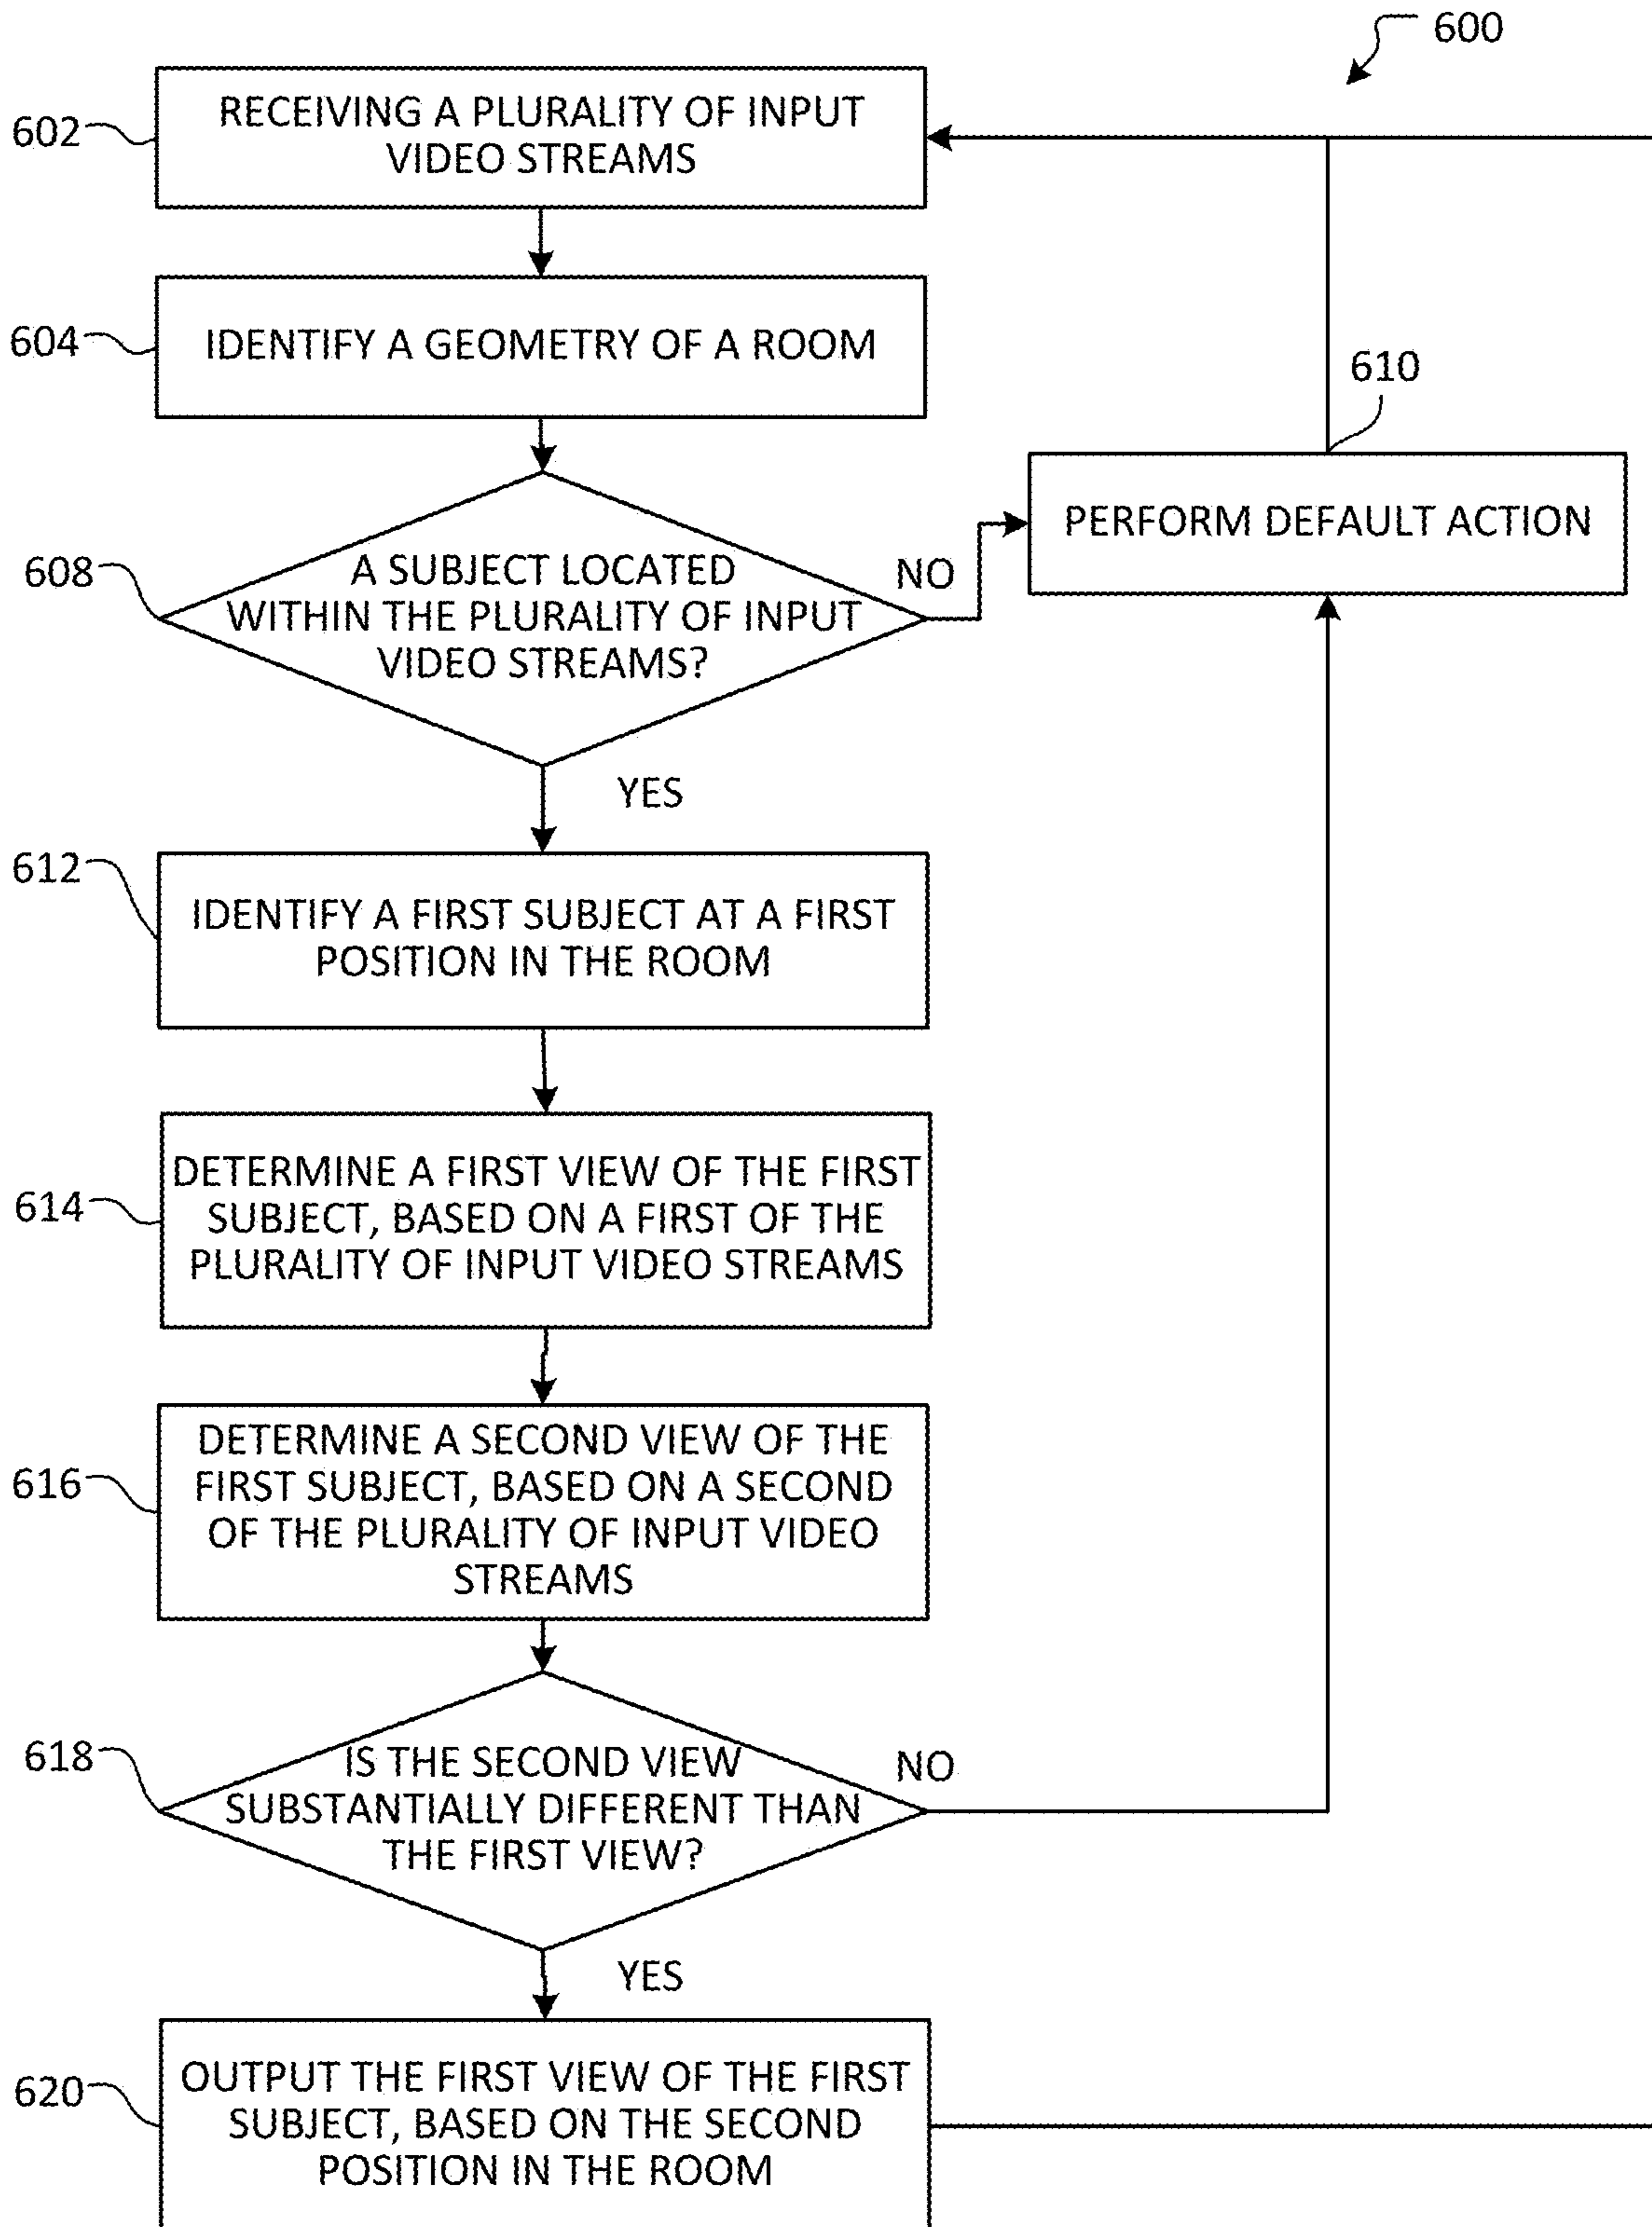 600
602
RECEIVING A PLURALITY OF INPUT
VIDEO STREAMS
604
IDENTIFY A GEOMETRY OF A ROOM
610
PERFORM DEFAULT ACTION
608
A SUBJECT LOCATED
WITHIN THE PLURALITY OF INPUT
VIDEO STREAMS?
NO
YES
612
IDENTIFY A FIRST SUBJECT AT A FIRST
POSITION IN THE ROOM
614
DETERMINE A FIRST VIEW OF THE FIRST
SUBJECT, BASED ON A FIRST OF THE
PLURALITY OF INPUT VIDEO STREAMS
616
DETERMINE A SECOND VIEW OF THE
FIRST SUBJECT, BASED ON A SECOND
OF THE PLURALITY OF INPUT VIDEO
STREAMS
618
IS THE SECOND VIEW
SUBSTANTIALLY DIFFERENT THAN
THE FIRST VIEW?
NO
YES
620
OUTPUT THE FIRST VIEW OF THE FIRST
SUBJECT, BASED ON THE SECOND
POSITION IN THE ROOM